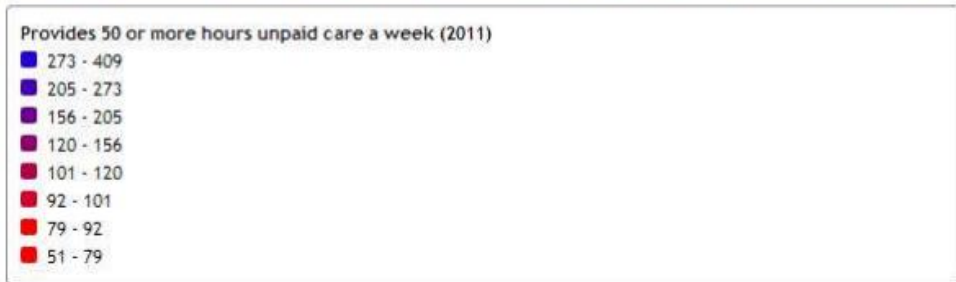 Provides 50 or more hours unpaid care a week (2011)
273 - 409
205 - 273
156 - 205
120 - 156
101 - 120
92 - 101
79 - 92
51 - 79